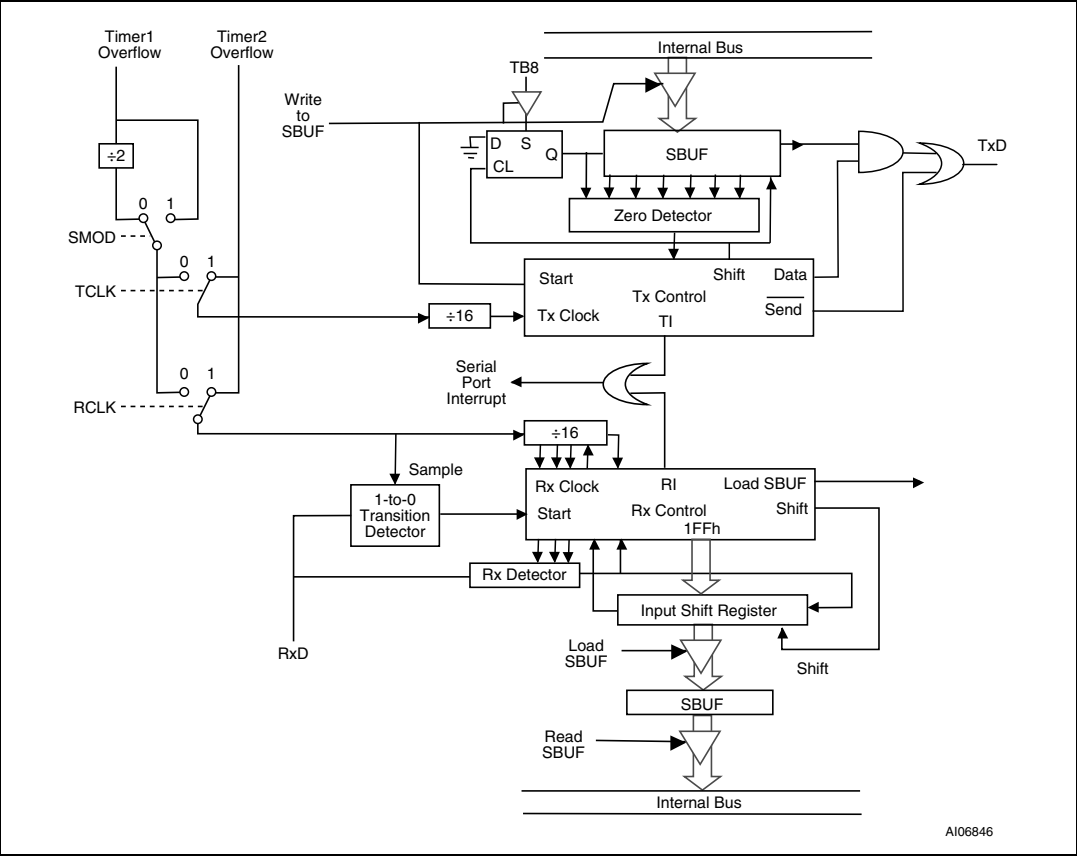 Timer1
Overflow
Timer2
Overflow
Internal Bus
TB8
Write
to
SBUF
÷2
D
S
Q
CL
SBUF
TxD
Zero Detector
0
1
SMOD
0
1
TCLK
Start
Shift
Data
Tx Control
Send
÷16
Tx Clock
TI
Serial
Port
Interrupt
0
1
RCLK
÷16
Sample
Rx Clock
RI
Load SBUF
1-to-0
Transition
Detector
Start
Rx Control
Shift
1FFh
Rx Detector
Input Shift Register
RxD
Load
SBUF
Shift
SBUF
Read
SBUF
Internal Bus
AI06846